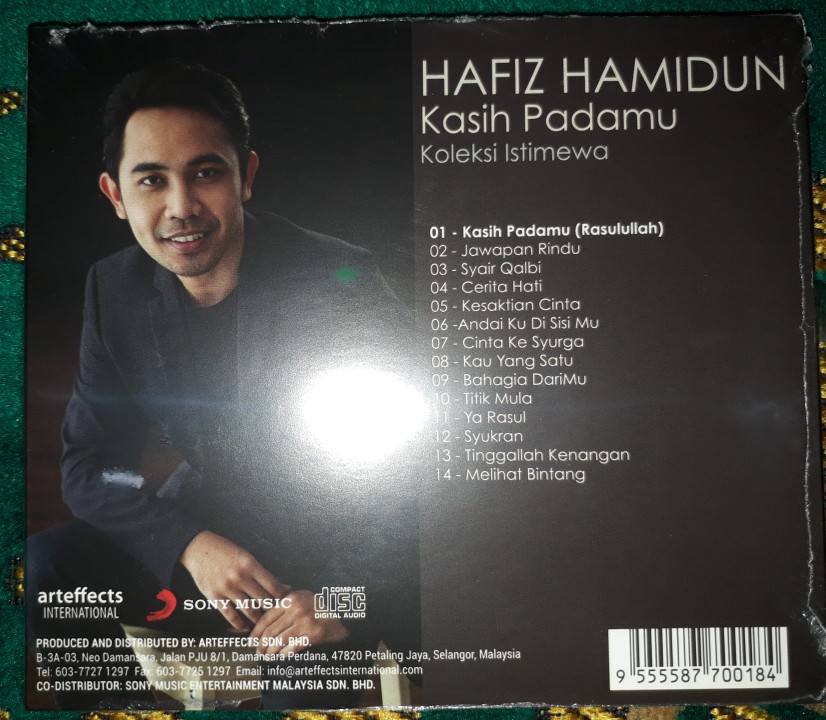 HAFIZ HAMIDUN
Kasih Padamu
Koleksi Istimewa
01 - Kasih Padamu (Rasulullah)
02 - Jawapan Rindu
03 - Syair Qalbi
04 - Cerita Hati
05 - Kesaktian Cinta
06 -Andai Ku Di Sisi Mu
07 - Cinta Ke Syurga
08 - Kau Yang Satu
09 - Bahagia DariMu
10 - Titik Mula
11 - Ya Rasul
12 - Syukran
13 - Tinggallah Kenangan
14 - Melihat Bintang
arteffects
INTERNATIONAL
SONY MUSIC
COMPACT
disc
DIGITAL AUDIO
PRODUCED AND DISTRIBUTED BY: ARTEFFECTS SDN. BHD.
B-3A-03, Neo Damansara, Jalan PJU 8/1, Damansara Perdana, 47820 Petaling Jaya, Selangor, Malaysia
Tel: 603-7727 1297 Fax: 603-7725 1297 Email: info@arteffectsinternational.com
CO-DISTRIBUTOR: SONY MUSIC ENTERTAINMENT MALAYSIA SDN. BHD.
9 555587 700184